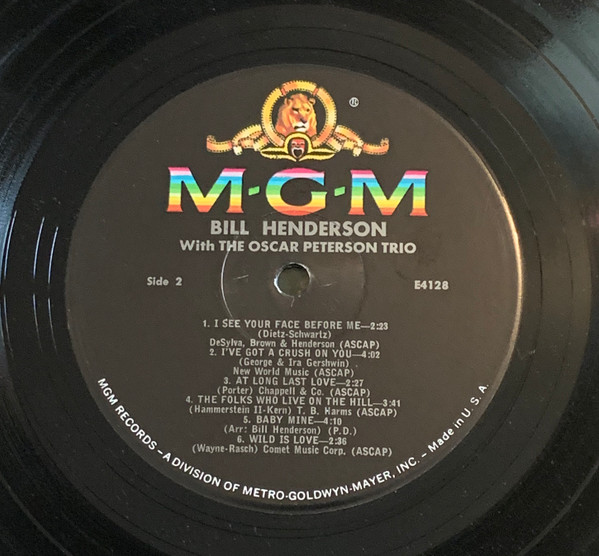 ®
M-G-M
BILL HENDERSON
With THE OSCAR PETERSON TRIO
Side 2
E4128
1. I SEE YOUR FACE BEFORE ME—2:23
(Dietz-Schwartz)
DeSylva, Brown & Henderson (ASCAP)
2. I'VE GOT A CRUSH ON YOU—4:02
(George & Ira Gershwin)
New World Music (ASCAP)
3. AT LONG LAST LOVE—2:27
(Porter) Chappell & Co. (ASCAP)
4. THE FOLKS WHO LIVE ON THE HILL—3:41
(Hammerstein II-Kern) T. B. Harms (ASCAP)
5. BABY MINE—4:10
(Arr: Bill Henderson) (P.D.)
6. WILD IS LOVE—2:36
(Wayne-Rasch) Comet Music Corp. (ASCAP)
MGM RECORDS – A DIVISION OF METRO-GOLDWYN-MAYER, INC. – Made in U.S.A.